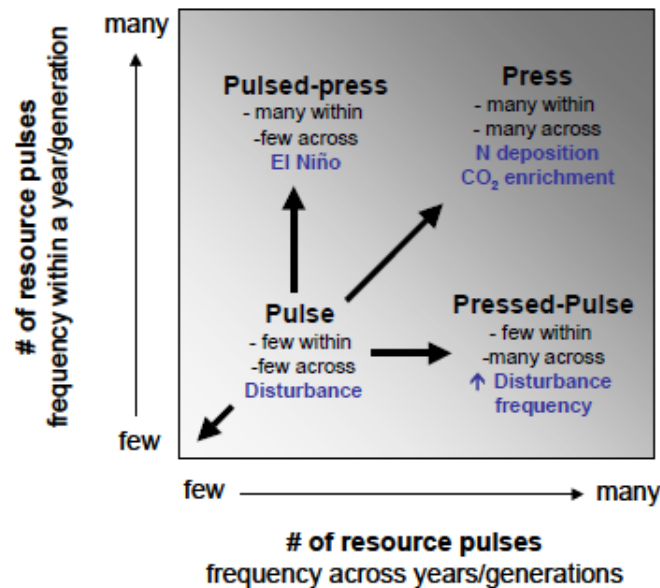 many
# of resource pulses
frequency within a year/generation
few
Pulsed-press
- many within
-few across
El Niño
Press
- many within
- many across
N deposition
CO₂ enrichment
Pulse
- few within
-few across
Disturbance
Pressed-Pulse
- few within
-many across
↑ Disturbance
frequency
few
many
# of resource pulses
frequency across years/generations